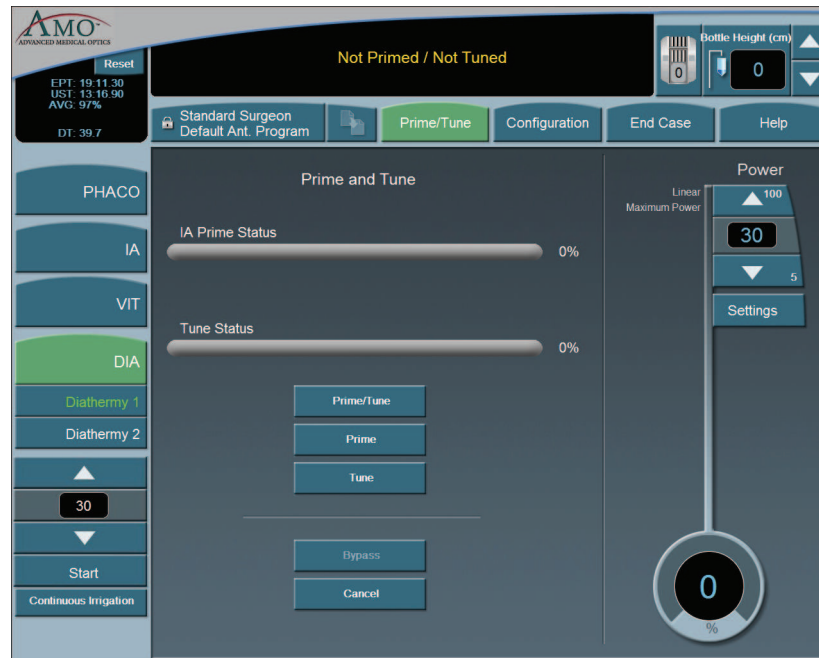 AMO
ADVANCED MEDICAL OPTICS
Reset
EPT: 19:11.30
UST: 13:16.90
AVG: 97%
DT: 39.7
Not Primed / Not Tuned
0
Bottle Height (cm)
0
Standard Surgeon
Default Ant. Program
Prime/Tune
Configuration
End Case
Help
PHACO
IA
VIT
DIA
Diathermy 1
Diathermy 2
30
Start
Continuous Irrigation
Prime and Tune
IA Prime Status
0%
Tune Status
0%
Prime/Tune
Prime
Tune
Bypass
Cancel
Power
Linear
Maximum Power
100
30
5
Settings
0
%